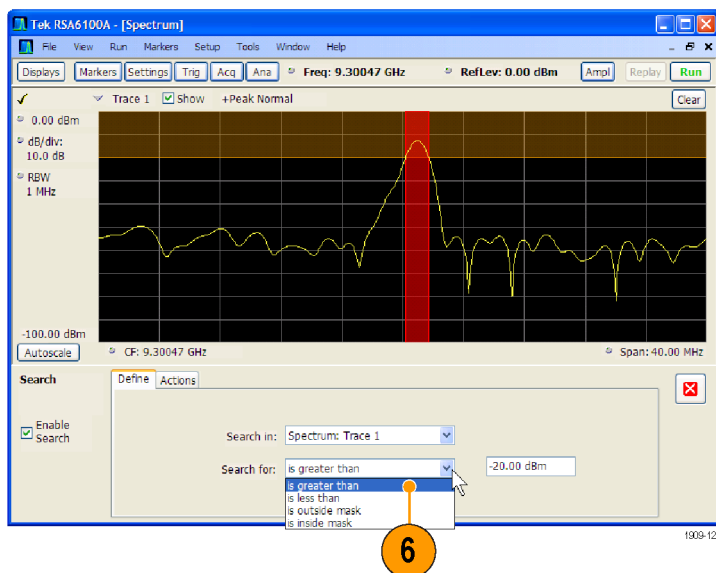 Tek RSA6100A - [Spectrum]
File View Run Markers Setup Tools Window Help
Displays Markers Settings Trig Acq Ana Freq: 9.30047 GHz RefLev: 0.00 dBm Ampl Replay Run
Trace 1 Show +Peak Normal Clear
0.00 dBm
dB/div:
10.0 dB
RBW
1 MHz
-100.00 dBm
Autoscale CF: 9.30047 GHz Span: 40.00 MHz
Search Define Actions
Enable
Search
Search in: Spectrum: Trace 1
Search for: is greater than -20.00 dBm
is greater than
is less than
is outside mask
is inside mask
6
1909-12